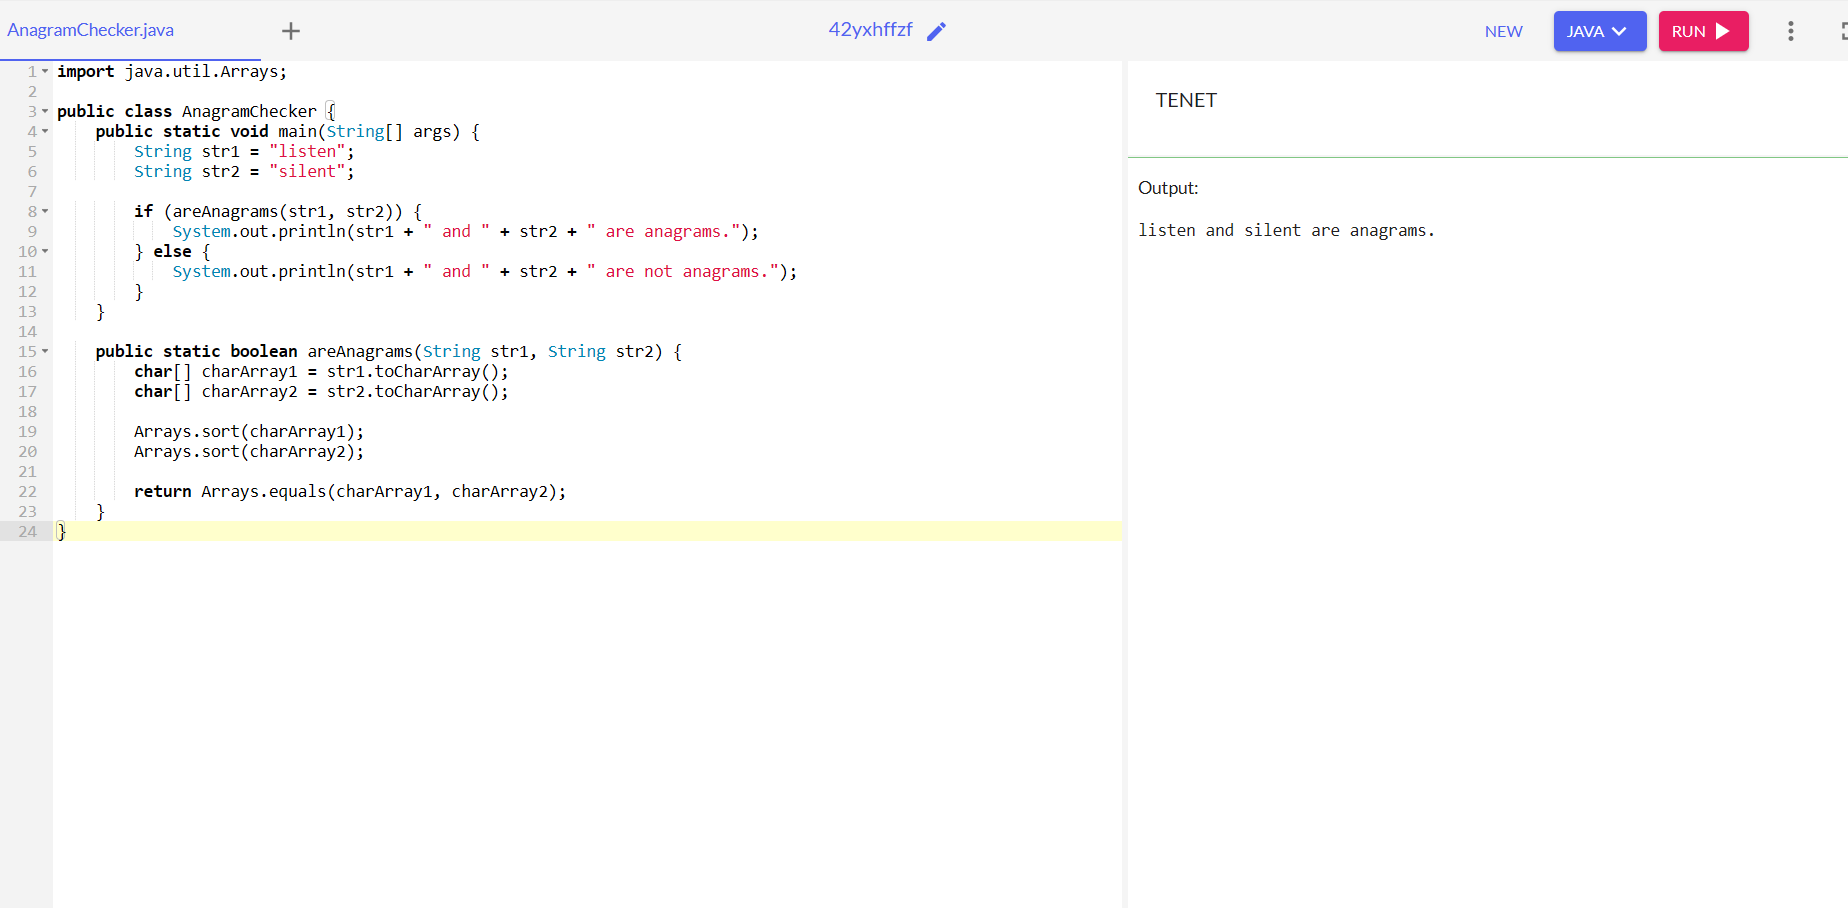 AnagramChecker.java + 42yxhffzf NEW JAVA RUN
1 import java.util.Arrays;
2
3 public class AnagramChecker {
4     public static void main(String[] args) {
5         String str1 = "listen";
6         String str2 = "silent";
7
8         if (areAnagrams(str1, str2)) {
9             System.out.println(str1 + " and " + str2 + " are anagrams.");
10         } else {
11             System.out.println(str1 + " and " + str2 + " are not anagrams.");
12         }
13     }
14
15     public static boolean areAnagrams(String str1, String str2) {
16         char[] charArray1 = str1.toCharArray();
17         char[] charArray2 = str2.toCharArray();
18
19         Arrays.sort(charArray1);
20         Arrays.sort(charArray2);
21
22         return Arrays.equals(charArray1, charArray2);
23     }
24 }
TENET
Output:
listen and silent are anagrams.